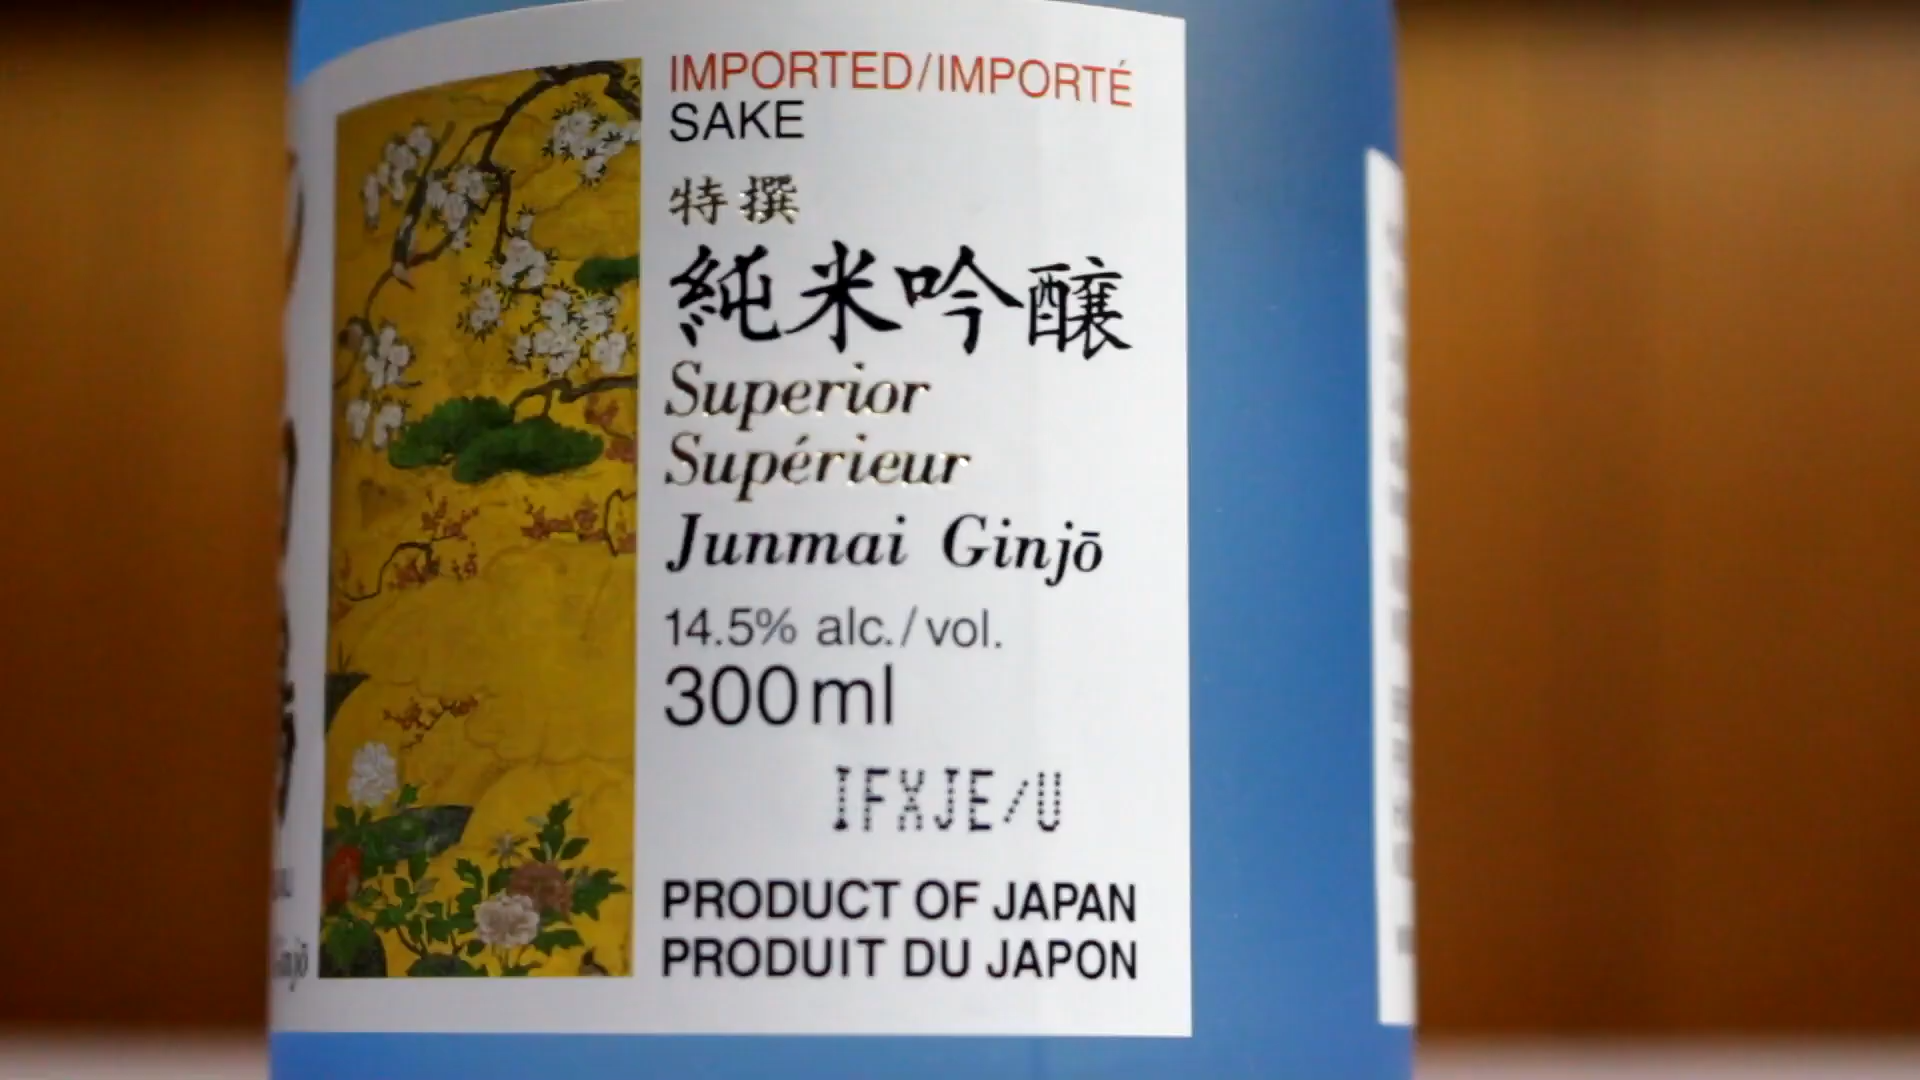 IMPORTED/IMPORTÉ
SAKE
特撰
純米吟醸
Superior
Supérieur
Junmai Ginjō
14.5% alc./vol.
300ml
IFXJE/U
PRODUCT OF JAPAN
PRODUIT DU JAPON